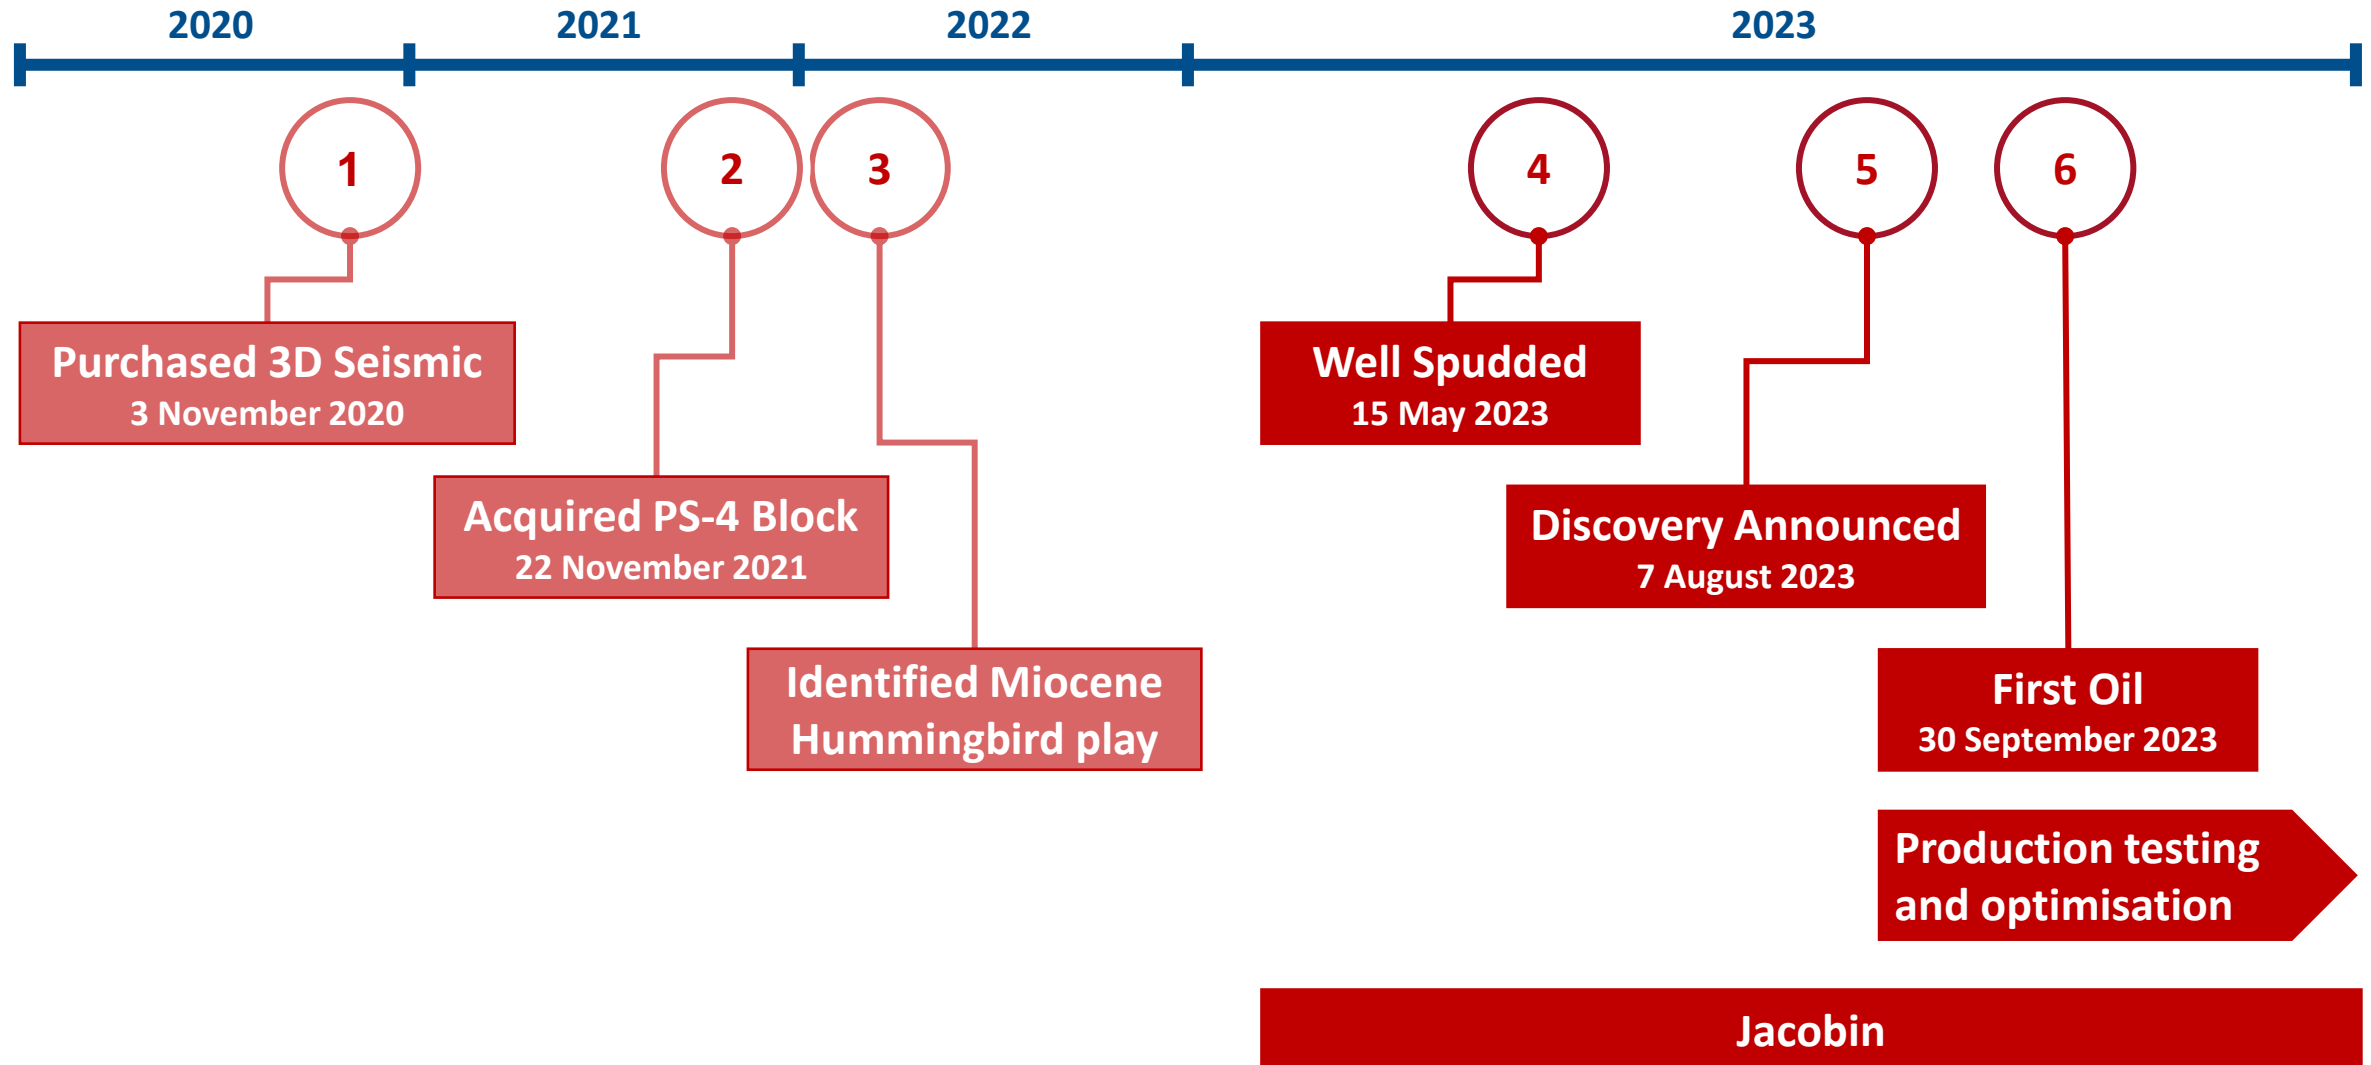 2020
2021
2022
2023
1
2
3
4
5
6
Purchased 3D Seismic
3 November 2020
Acquired PS-4 Block
22 November 2021
Identified Miocene
Hummingbird play
Well Spudded
15 May 2023
Discovery Announced
7 August 2023
First Oil
30 September 2023
Production testing
and optimisation
Jacobin